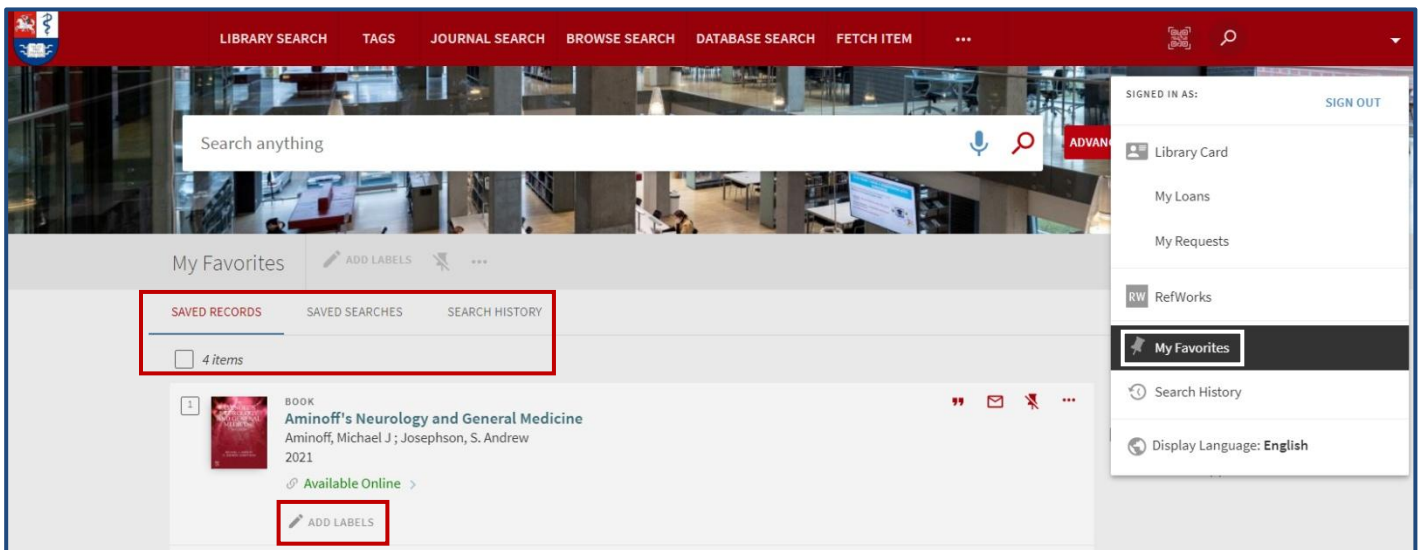 LIBRARY SEARCH TAGS JOURNAL SEARCH BROWSE SEARCH DATABASE SEARCH FETCH ITEM •••
Search anything
ADVAN
SIGNED IN AS:
SIGN OUT
Library Card
My Loans
My Requests
RW RefWorks
My Favorites
Search History
Display Language: English
My Favorites ADD LABELS •••
SAVED RECORDS SAVED SEARCHES SEARCH HISTORY
4 items
1
BOOK
Aminoff's Neurology and General Medicine
Aminoff, Michael J ; Josephson, S. Andrew
2021
Available Online
ADD LABELS